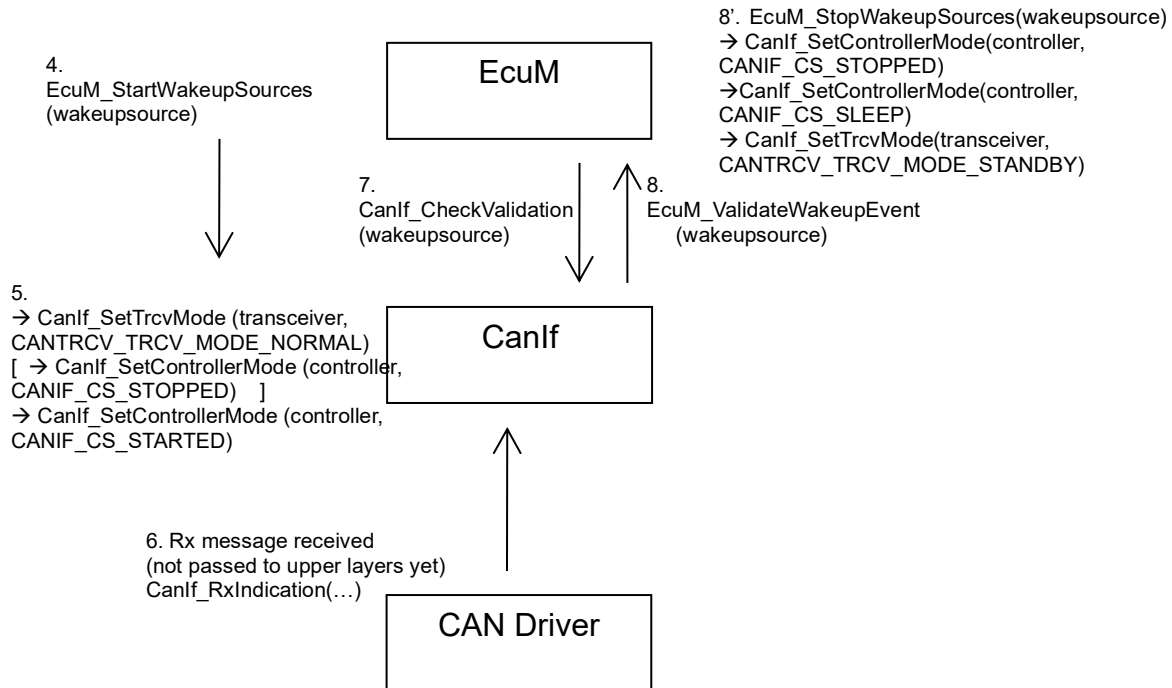 8’. EcuM_StopWakeupSources(wakeupsource)
→ CanIf_SetControllerMode(controller,
CANIF_CS_STOPPED)
→CanIf_SetControllerMode(controller,
CANIF_CS_SLEEP)
→ CanIf_SetTrcvMode(transceiver,
CANTRCV_TRCV_MODE_STANDBY)
4.
EcuM_StartWakeupSources
(wakeupsource)
EcuM
7.
CanIf_CheckValidation
(wakeupsource)
8.
EcuM_ValidateWakeupEvent
(wakeupsource)
5.
→ CanIf_SetTrcvMode (transceiver,
CANTRCV_TRCV_MODE_NORMAL)
[ → CanIf_SetControllerMode (controller,
CANIF_CS_STOPPED) ]
→ CanIf_SetControllerMode (controller,
CANIF_CS_STARTED)
CanIf
6. Rx message received
(not passed to upper layers yet)
CanIf_RxIndication(…)
CAN Driver